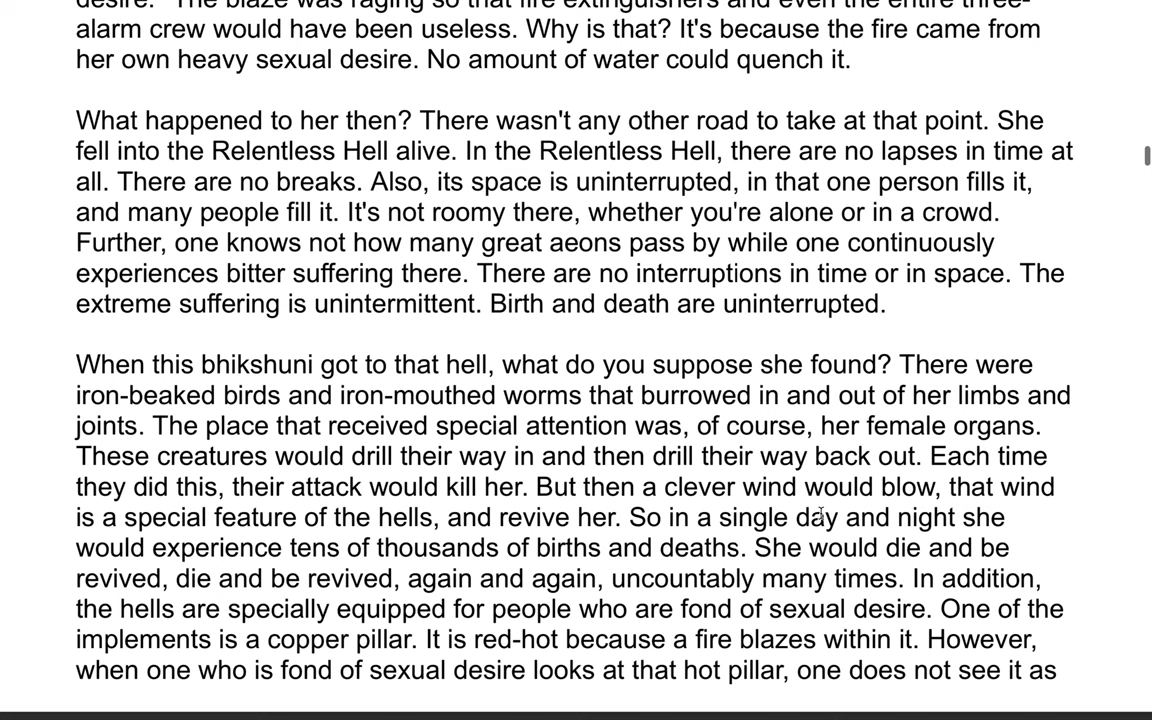 desire." The blaze was raging so that fire extinguishers and even the entire three-
alarm crew would have been useless. Why is that? It's because the fire came from
her own heavy sexual desire. No amount of water could quench it.
What happened to her then? There wasn't any other road to take at that point. She
fell into the Relentless Hell alive. In the Relentless Hell, there are no lapses in time at
all. There are no breaks. Also, its space is uninterrupted, in that one person fills it,
and many people fill it. It's not roomy there, whether you're alone or in a crowd.
Further, one knows not how many great aeons pass by while one continuously
experiences bitter suffering there. There are no interruptions in time or in space. The
extreme suffering is unintermittent. Birth and death are uninterrupted.
When this bhikshuni got to that hell, what do you suppose she found? There were
iron-beaked birds and iron-mouthed worms that burrowed in and out of her limbs and
joints. The place that received special attention was, of course, her female organs.
These creatures would drill their way in and then drill their way back out. Each time
they did this, their attack would kill her. But then a clever wind would blow, that wind
is a special feature of the hells, and revive her. So in a single day and night she
would experience tens of thousands of births and deaths. She would die and be
revived, die and be revived, again and again, uncountably many times. In addition,
the hells are specially equipped for people who are fond of sexual desire. One of the
implements is a copper pillar. It is red-hot because a fire blazes within it. However,
when one who is fond of sexual desire looks at that hot pillar, one does not see it as